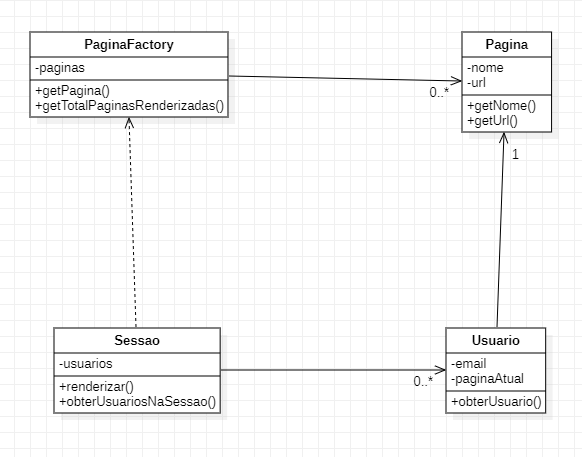 PaginaFactory
-paginas
+getPagina()
+getTotalPaginasRenderizadas()
0..*
Pagina
-nome
-url
+getNome()
+getUrl()
1
Sessao
-usuarios
+renderizar()
+obterUsuariosNaSessao()
0..*
Usuario
-email
-paginaAtual
+obterUsuario()